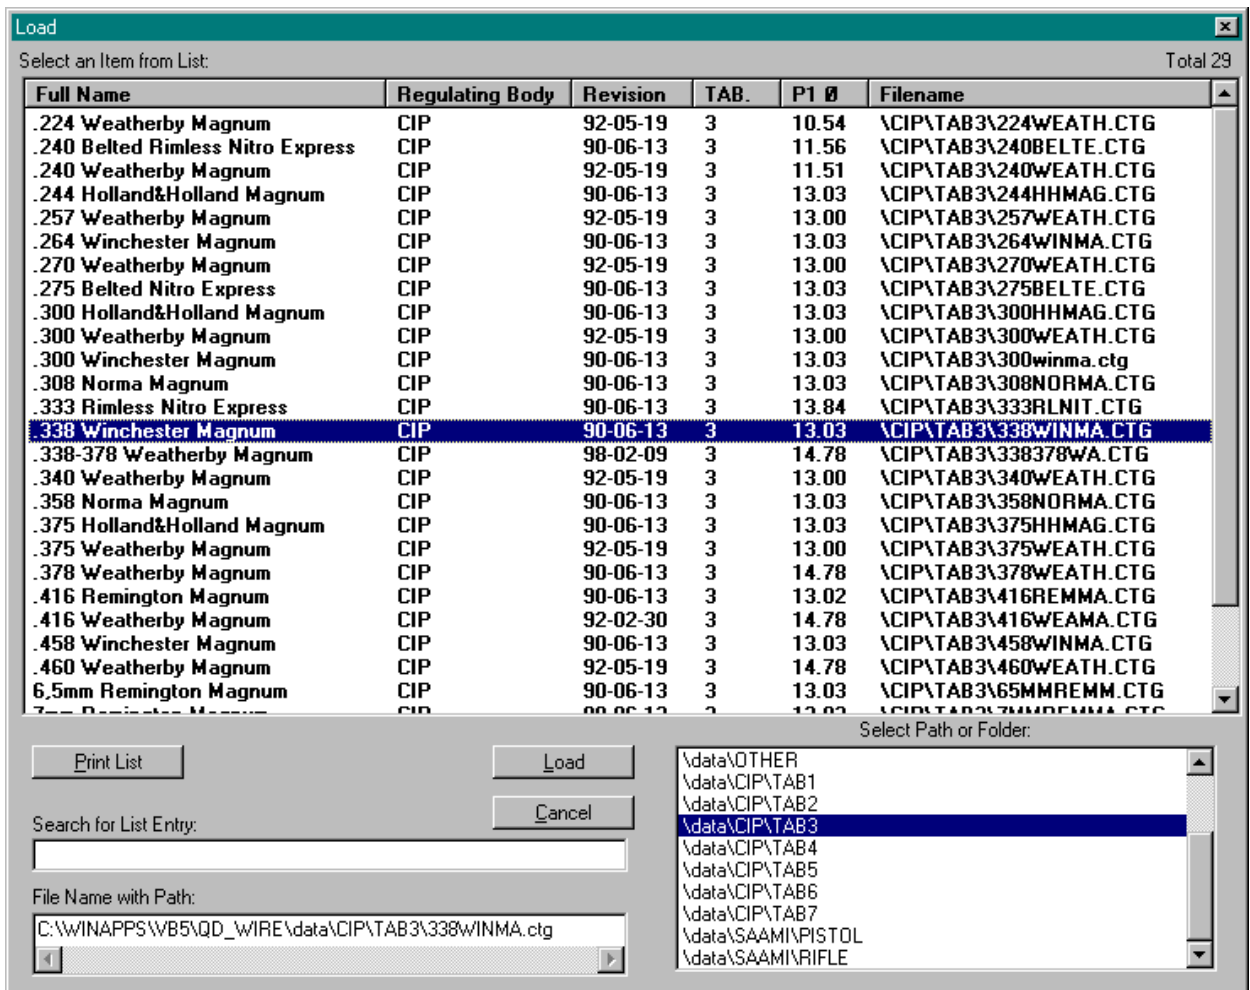 Load
Select an Item from List: Total 29
Full Name Regulating Body Revision TAB. P1 Ø Filename
.224 Weatherby Magnum CIP 92-05-19 3 10.54 \CIP\TAB3\224WEATH.CTG
.240 Belted Rimless Nitro Express CIP 90-06-13 3 11.56 \CIP\TAB3\240BELTE.CTG
.240 Weatherby Magnum CIP 92-05-19 3 11.51 \CIP\TAB3\240WEATH.CTG
.244 Holland&Holland Magnum CIP 90-06-13 3 13.03 \CIP\TAB3\244HHMAG.CTG
.257 Weatherby Magnum CIP 92-05-19 3 13.00 \CIP\TAB3\257WEATH.CTG
.264 Winchester Magnum CIP 90-06-13 3 13.03 \CIP\TAB3\264WINMA.CTG
.270 Weatherby Magnum CIP 92-05-19 3 13.00 \CIP\TAB3\270WEATH.CTG
.275 Belted Nitro Express CIP 90-06-13 3 13.03 \CIP\TAB3\275BELTE.CTG
.300 Holland&Holland Magnum CIP 90-06-13 3 13.03 \CIP\TAB3\300HHMAG.CTG
.300 Weatherby Magnum CIP 92-05-19 3 13.00 \CIP\TAB3\300WEATH.CTG
.300 Winchester Magnum CIP 90-06-13 3 13.03 \CIP\TAB3\300winma.ctg
.308 Norma Magnum CIP 90-06-13 3 13.03 \CIP\TAB3\308NORMA.CTG
.333 Rimless Nitro Express CIP 90-06-13 3 13.84 \CIP\TAB3\333RLNIT.CTG
.338 Winchester Magnum CIP 90-06-13 3 13.03 \CIP\TAB3\338WINMA.CTG
.338-378 Weatherby Magnum CIP 98-02-09 3 14.78 \CIP\TAB3\338378WA.CTG
.340 Weatherby Magnum CIP 92-05-19 3 13.00 \CIP\TAB3\340WEATH.CTG
.358 Norma Magnum CIP 90-06-13 3 13.03 \CIP\TAB3\358NORMA.CTG
.375 Holland&Holland Magnum CIP 90-06-13 3 13.03 \CIP\TAB3\375HHMAG.CTG
.375 Weatherby Magnum CIP 92-05-19 3 13.00 \CIP\TAB3\375WEATH.CTG
.378 Weatherby Magnum CIP 90-06-13 3 14.78 \CIP\TAB3\378WEATH.CTG
.416 Remington Magnum CIP 90-06-13 3 13.02 \CIP\TAB3\416REMMA.CTG
.416 Weatherby Magnum CIP 92-02-30 3 14.78 \CIP\TAB3\416WEAMA.CTG
.458 Winchester Magnum CIP 90-06-13 3 13.03 \CIP\TAB3\458WINMA.CTG
.460 Weatherby Magnum CIP 92-05-19 3 14.78 \CIP\TAB3\460WEATH.CTG
6,5mm Remington Magnum CIP 90-06-13 3 13.03 \CIP\TAB3\65MMREMM.CTG
Print List
Load
Cancel
Search for List Entry:
File Name with Path:
C:\WINAPPS\VB5\QD_WIRE\data\CIP\TAB3\338WINMA.ctg
Select Path or Folder:
\data\OTHER
\data\CIP\TAB1
\data\CIP\TAB2
\data\CIP\TAB3
\data\CIP\TAB4
\data\CIP\TAB5
\data\CIP\TAB6
\data\CIP\TAB7
\data\SAAMI\PISTOL
\data\SAAMI\RIFLE